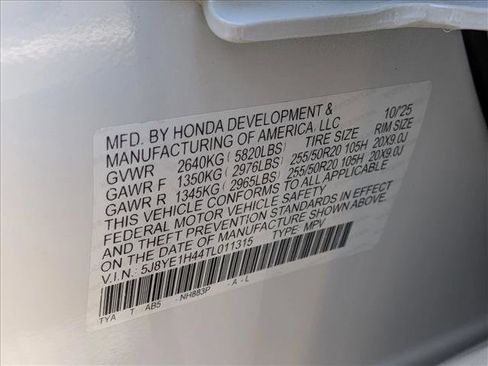 MFD. BY HONDA DEVELOPMENT & 10/25
MANUFACTURING OF AMERICA, LLC
TIRE SIZE RIM SIZE
GVWR 2640KG (5820LBS)
GAWR F 1350KG (2976LBS) 255/50R20 105H 20X9.0J
GAWR R 1345KG (2965LBS) 255/50R20 105H 20X9.0J
THIS VEHICLE CONFORMS TO ALL APPLICABLE
FEDERAL MOTOR VEHICLE SAFETY BUMPER
AND THEFT PREVENTION STANDARDS IN EFFECT
ON THE DATE OF MANUFACTURE SHOWN ABOVE.
V.I.N.: 5J8YE1H44TL011315 TYPE: MPV
TYA T AB5 - NH883P - A - L